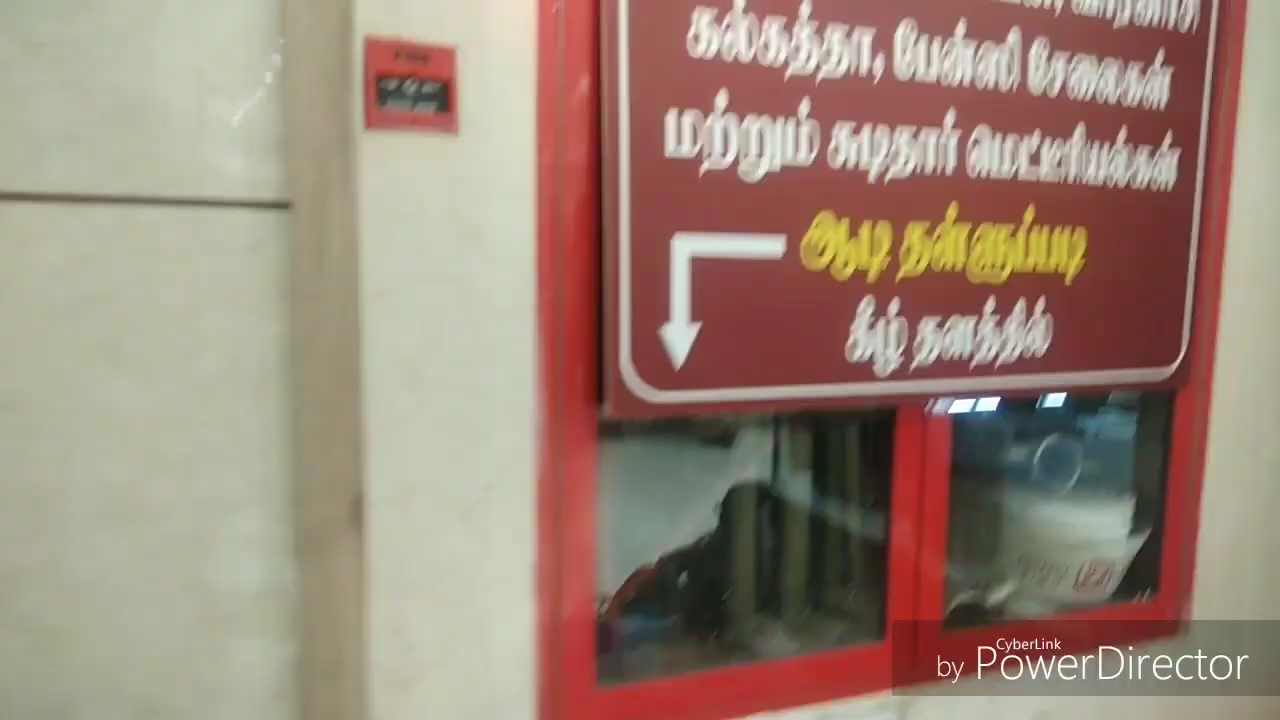 கல்கத்தா, பேன்ஸி சேலைகள்
மற்றும் சுடிதார் மெட்டீரியல்கள்
ஆடி தள்ளுப்படி
கீழ் தளத்தில்
CyberLink
by PowerDirector